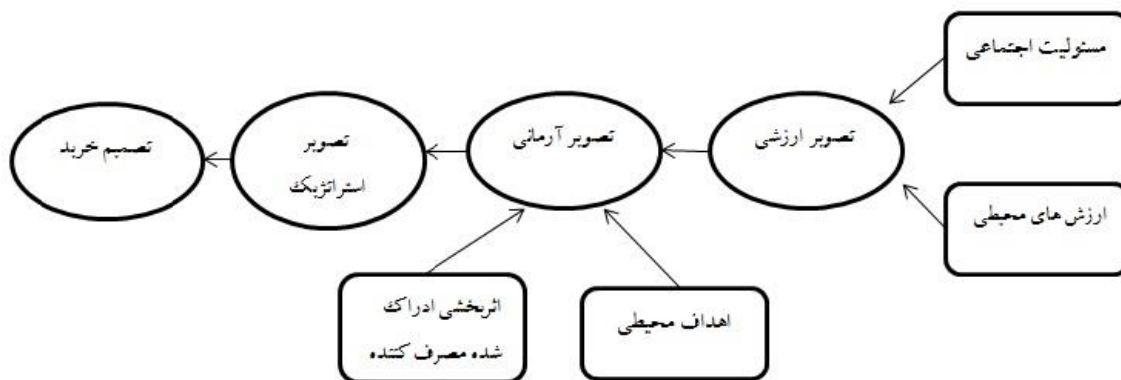 مسئولیت اجتماعی
تصویر ارزشی
تصویر آرمانی
تصویر
استراتژیک
تصمیم خرید
ارزش های محیطی
اهداف محیطی
اثربخشی ادراک
شده مصرف کننده